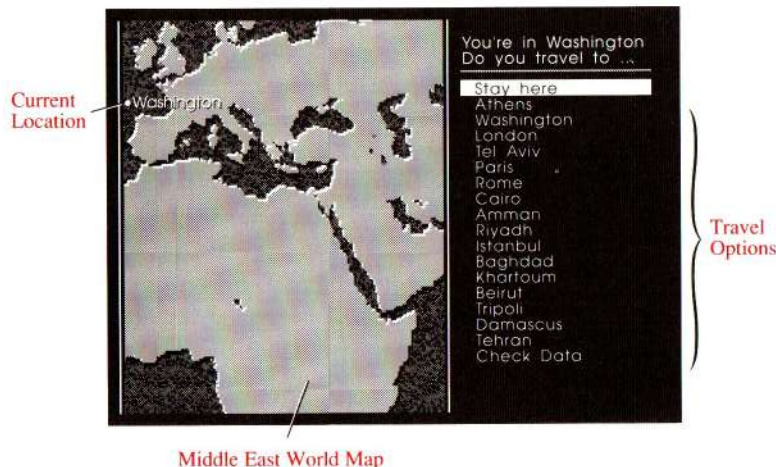 Current
Location
Washington
You're in Washington
Do you travel to ...
Stay here
Athens
Washington
London
Tel Aviv
Paris
Rome
Cairo
Amman
Riyadh
Istanbul
Baghdad
Khartoum
Beirut
Tripoli
Damascus
Tehran
Check Data
Travel
Options
Middle East World Map